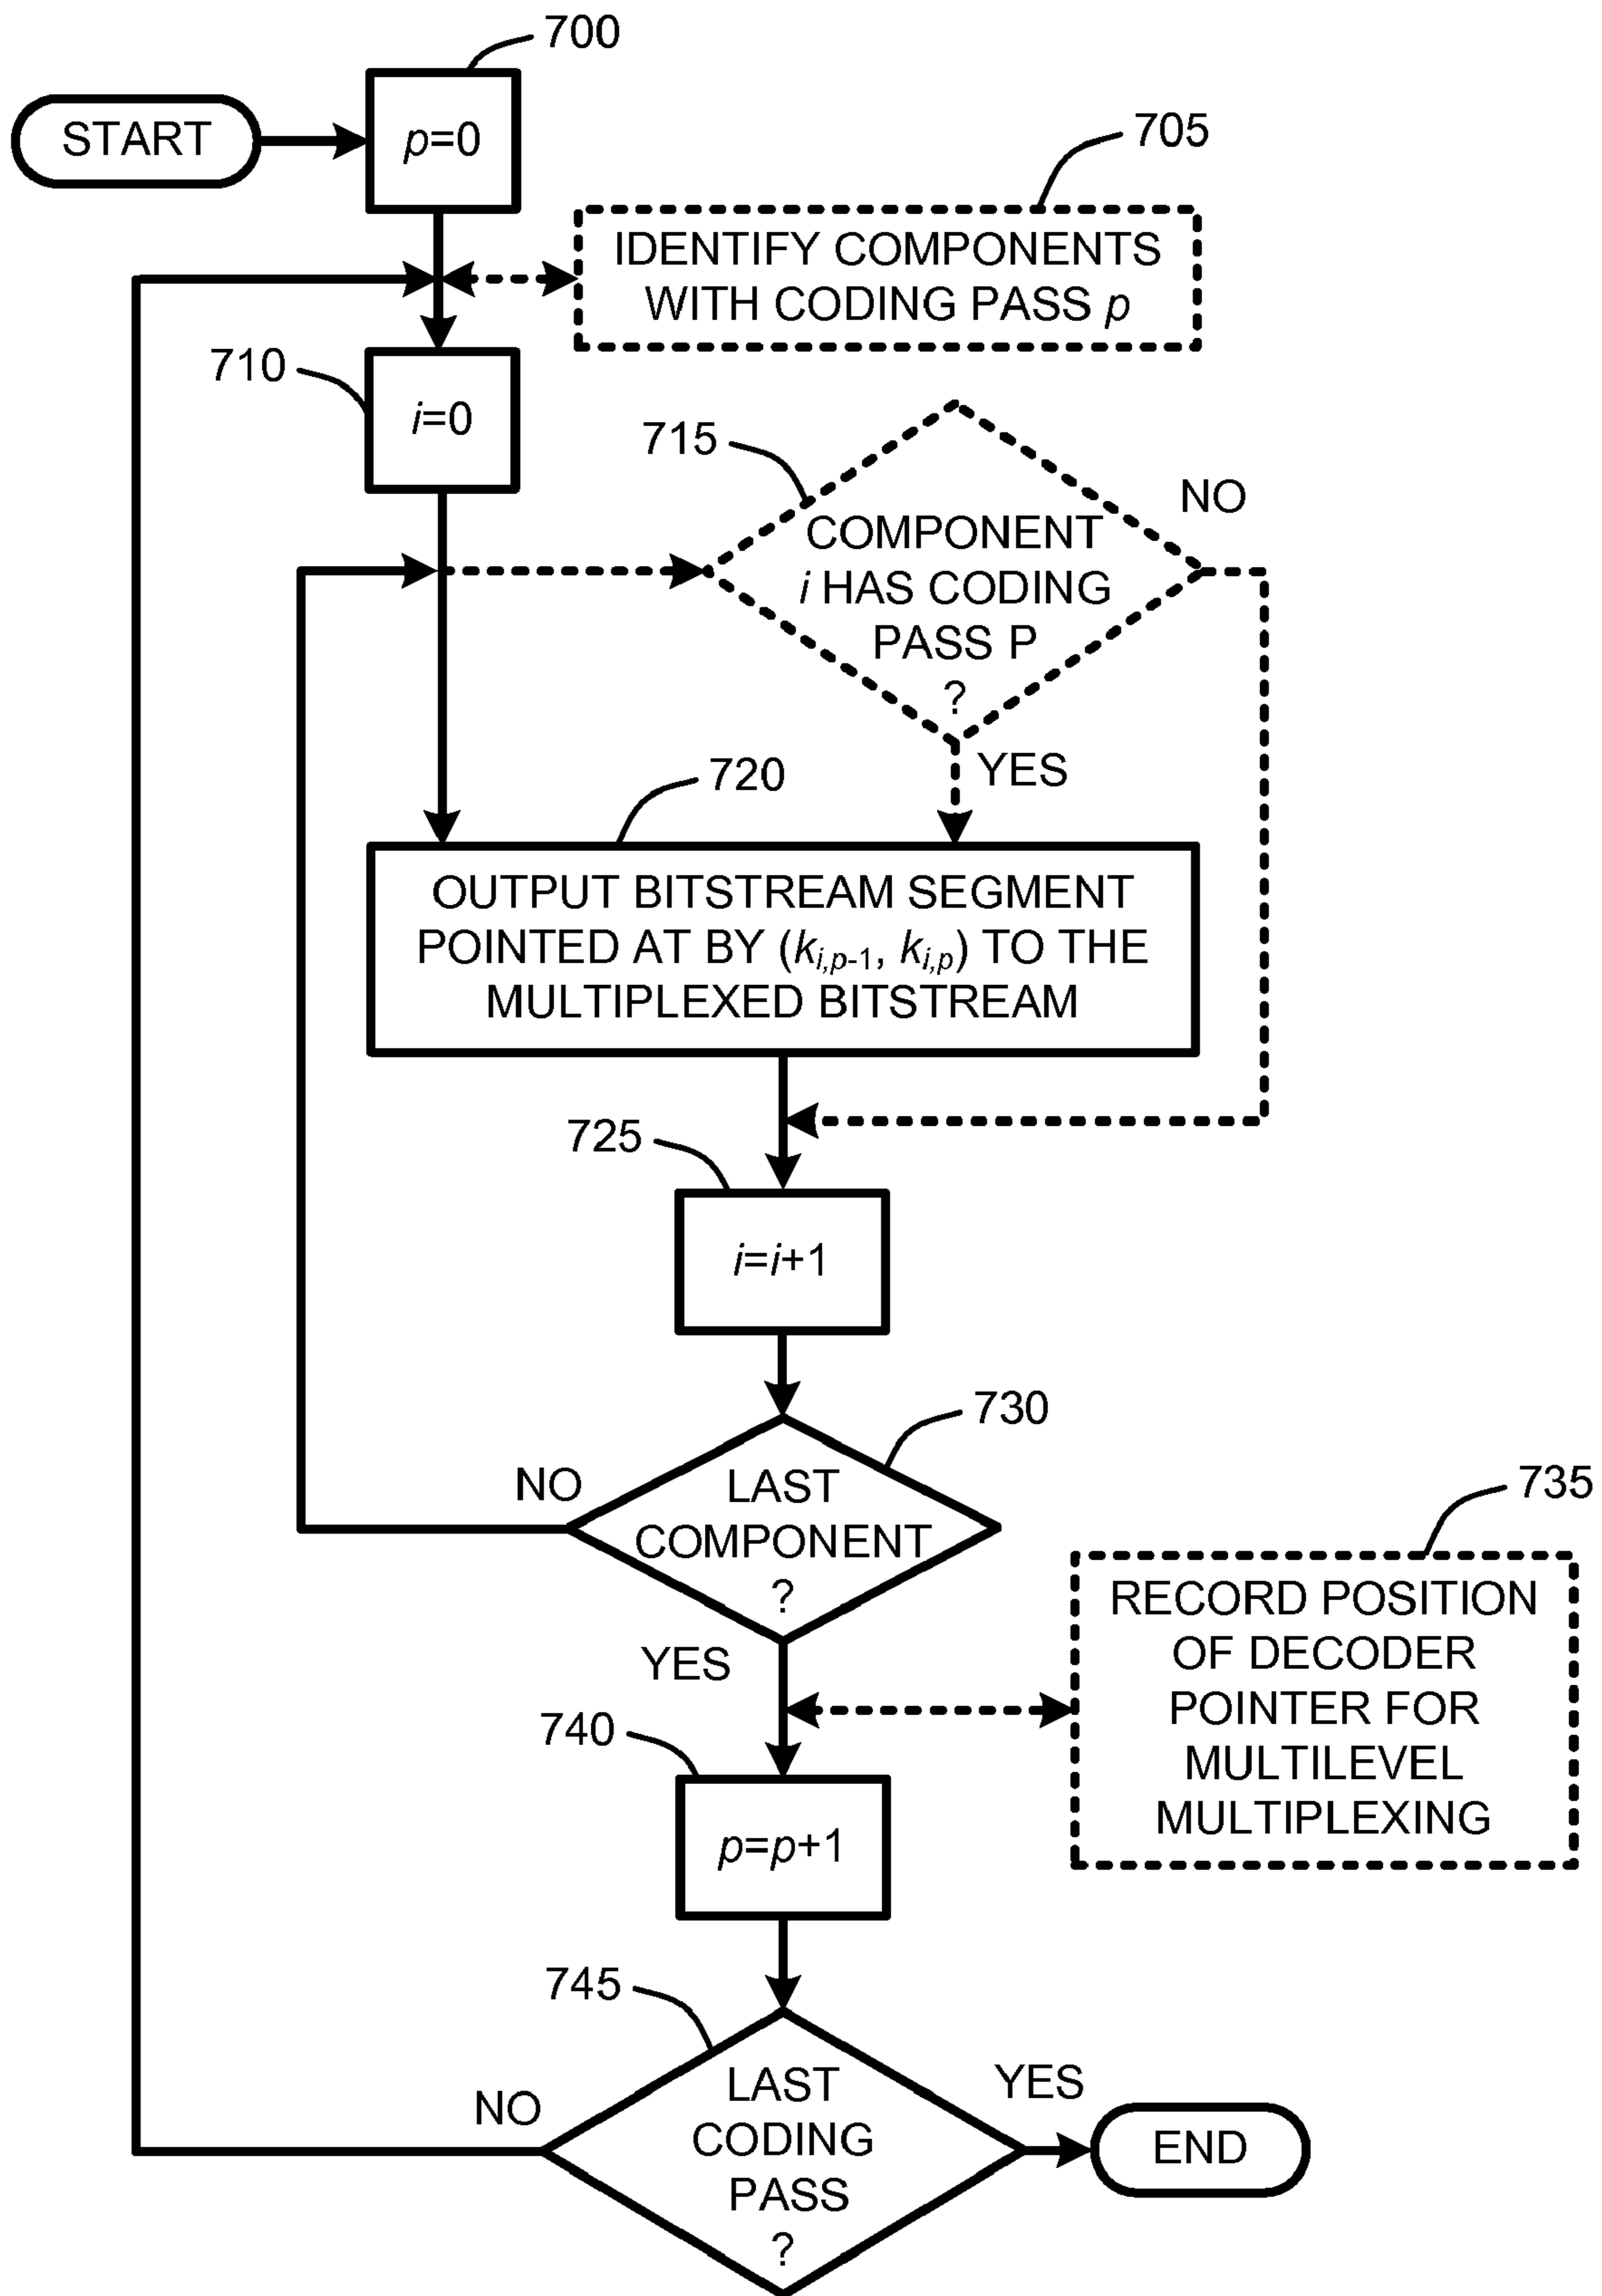 700
START
p=0
705
IDENTIFY COMPONENTS
WITH CODING PASS p
710
i=0
715
NO
COMPONENT
i HAS CODING
PASS P
?
YES
720
OUTPUT BITSTREAM SEGMENT
POINTED AT BY (k_{i,p-1}, k_{i,p}) TO THE
MULTIPLEXED BITSTREAM
725
i=i+1
730
NO
LAST
COMPONENT
?
YES
735
RECORD POSITION
OF DECODER
POINTER FOR
MULTILEVEL
MULTIPLEXING
740
p=p+1
745
NO
LAST
CODING
PASS
?
YES
END